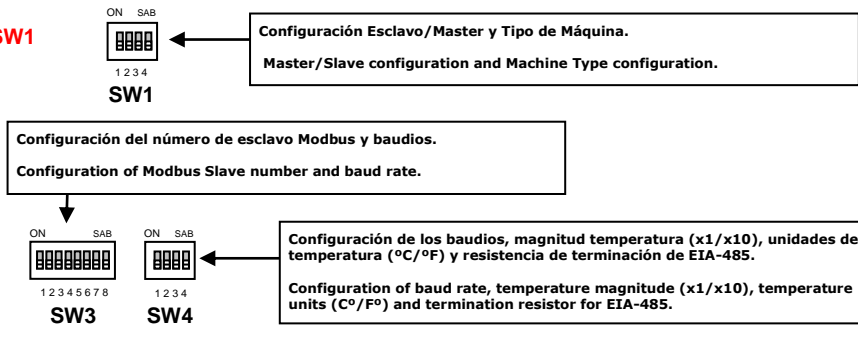 ON SAB
SW1
1 2 3 4
SW1
Configuración Esclavo/Master y Tipo de Máquina.
Master/Slave configuration and Machine Type configuration.
Configuración del número de esclavo Modbus y baudios.
Configuration of Modbus Slave number and baud rate.
ON SAB
1 2 3 4 5 6 7 8
SW3
ON SAB
1 2 3 4
SW4
Configuración de los baudios, magnitud temperatura (x1/x10), unidades de
temperatura (ºC/ºF) y resistencia de terminación de EIA-485.
Configuration of baud rate, temperature magnitude (x1/x10), temperature
units (Cº/Fº) and termination resistor for EIA-485.